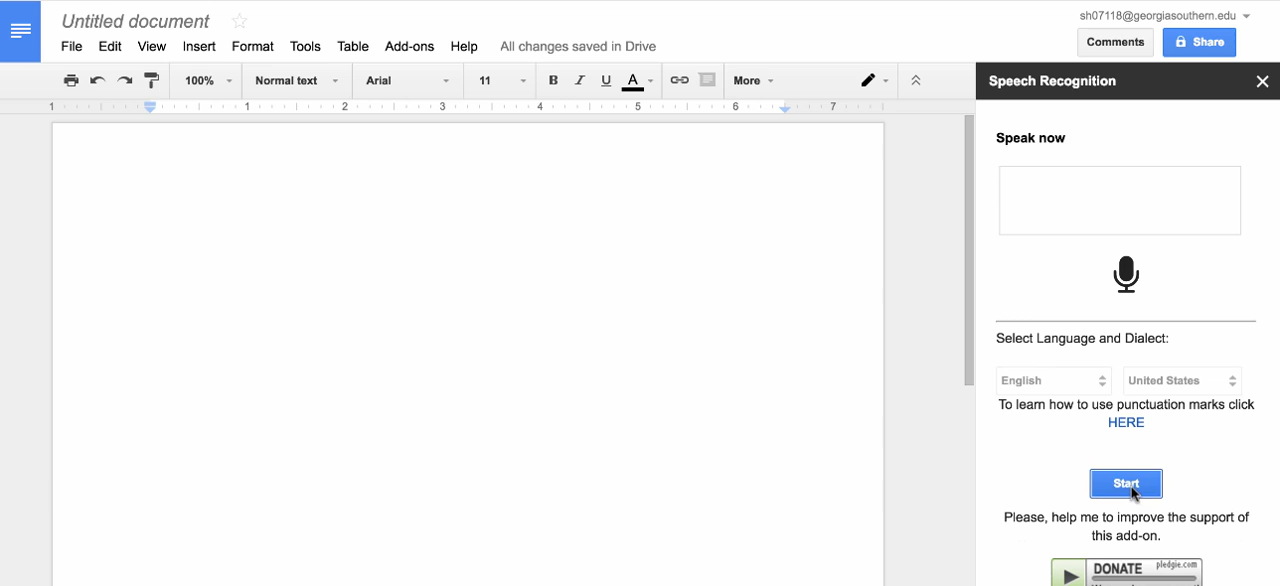 Untitled document
sh07118@georgiasouthern.edu
File Edit View Insert Format Tools Table Add-ons Help All changes saved in Drive
Comments Share
100% Normal text Arial 11 B I U A More
Speech Recognition
1 1 2 3 4 5 6 7
Speak now
Select Language and Dialect:
English United States
To learn how to use punctuation marks click
HERE
Start
Please, help me to improve the support of
this add-on.
DONATE pledgie.com